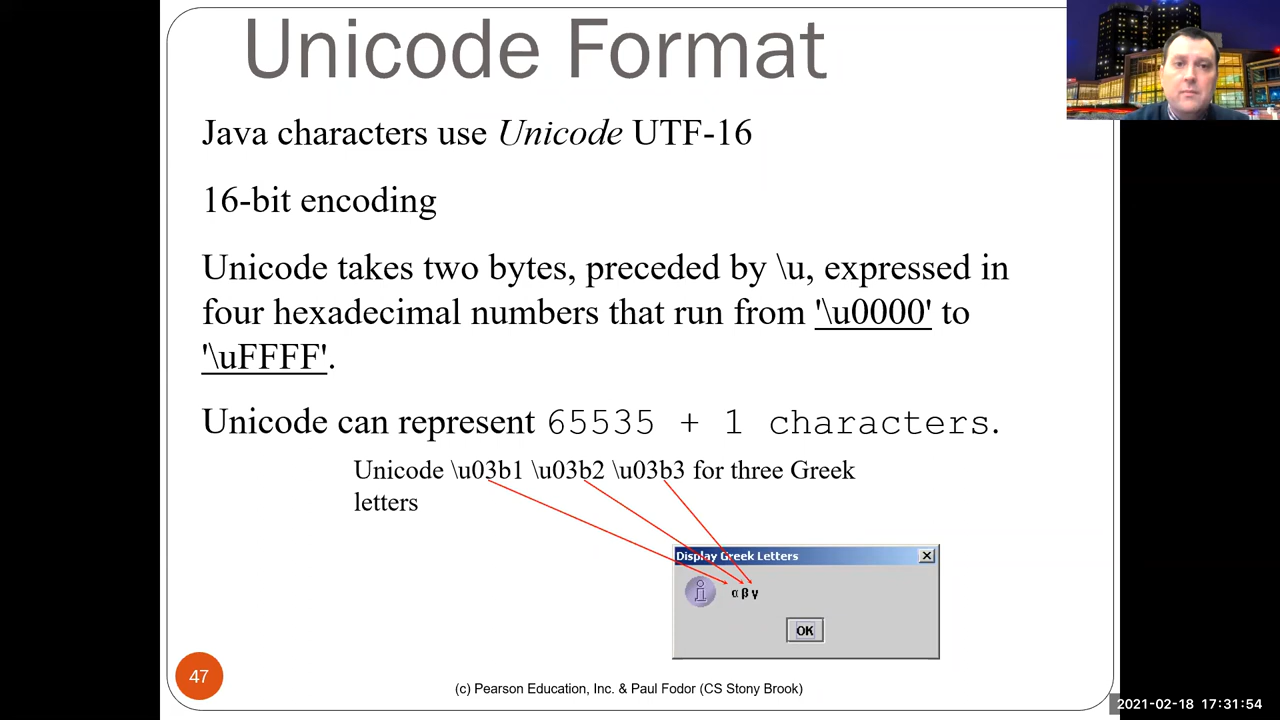 Unicode Format
Java characters use Unicode UTF-16
16-bit encoding
Unicode takes two bytes, preceded by \u, expressed in
four hexadecimal numbers that run from '\u0000' to
'\uFFFF'.
Unicode can represent 65535 + 1 characters.
Unicode \u03b1 \u03b2 \u03b3 for three Greek
letters
Display Greek Letters
α β γ
OK
47
(c) Pearson Education, Inc. & Paul Fodor (CS Stony Brook)
2021-02-18 17:31:54